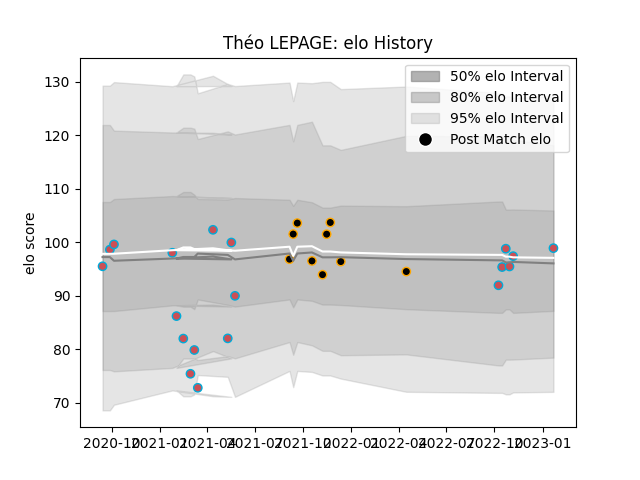 Théo LEPAGE: elo History
50% elo Interval
80% elo Interval
95% elo Interval
Post Match elo
elo score
130
120
110
100
90
80
70
2020-10
2021-01
2021-04
2021-07
2021-10
2022-01
2022-04
2022-07
2022-10
2023-01